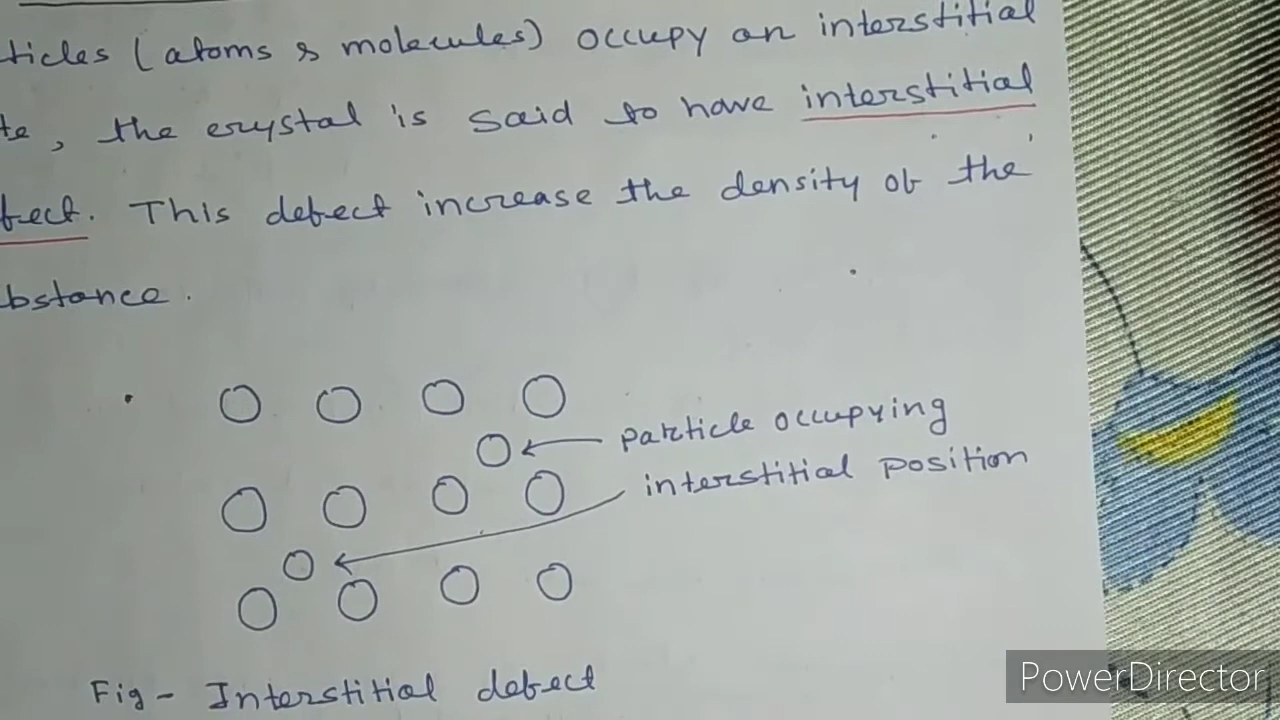 ticles (atoms & molecules) occupy an interstitial
te, the crystal is said to have interstitial
fect. This defect increase the density of the
bstance.
particle occupying
interstitial position
Fig - Interstitial defect
PowerDirector